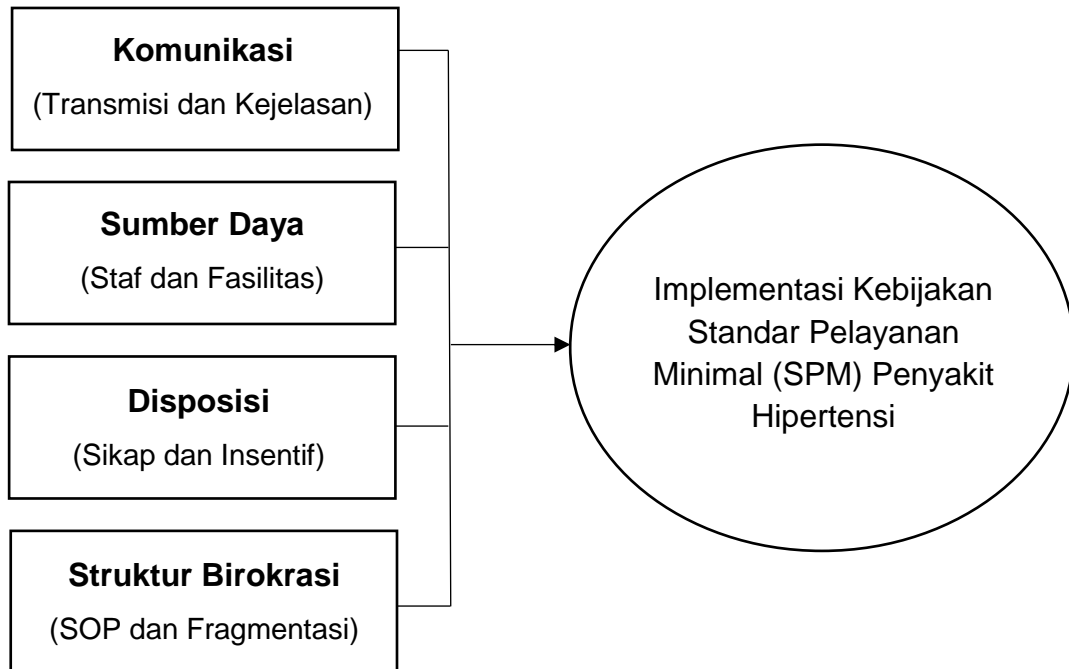 Komunikasi
(Transmisi dan Kejelasan)
Sumber Daya
(Staf dan Fasilitas)
Disposisi
(Sikap dan Insentif)
Struktur Birokrasi
(SOP dan Fragmentasi)
Implementasi Kebijakan
Standar Pelayanan
Minimal (SPM) Penyakit
Hipertensi